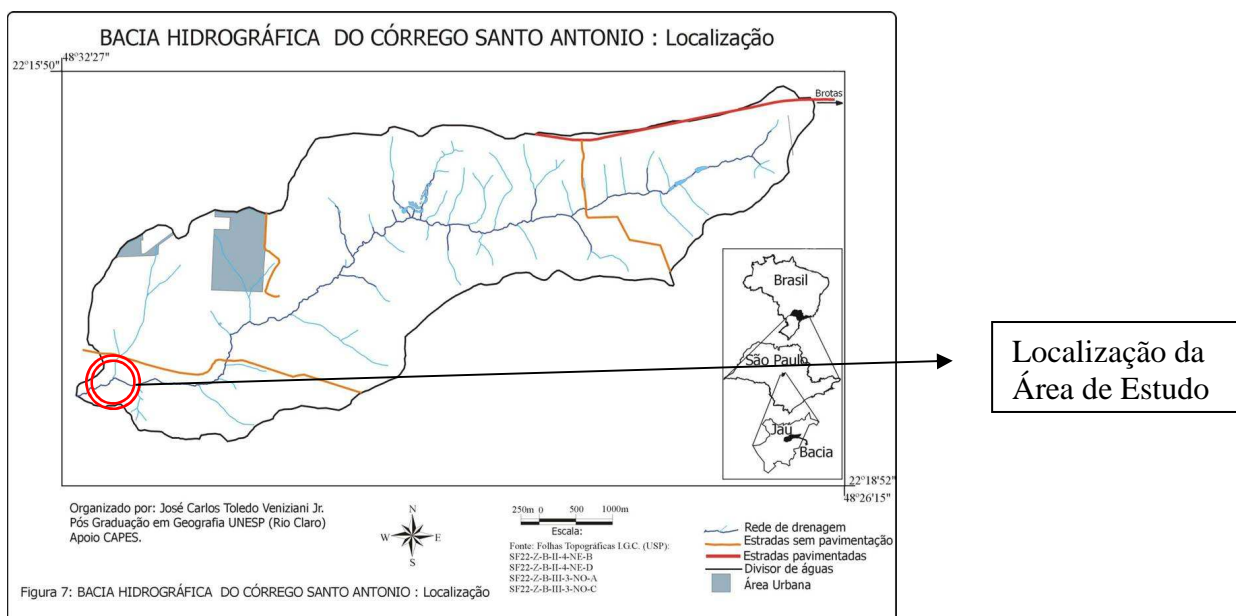 BACIA HIDROGRÁFICA DO CÓRREGO SANTO ANTONIO : Localização
22°15'50"
48°32'27"
Brotas
Brasil
São Paulo
Jaú
Bacia
Localização da
Área de Estudo
22°18'52"
48°26'15"
Organizado por: José Carlos Toledo Veniziani Jr.
Pós Graduação em Geografia UNESP (Rio Claro)
Apoio CAPES.
N
W
E
S
250m 0 500 1000m
Escala:
Fonte: Folhas Topográficas I.G.C. (USP):
SF22-Z-B-II-4-NE-B
SF22-Z-B-II-4-NE-D
SF22-Z-B-III-3-NO-A
SF22-Z-B-III-3-NO-C
Rede de drenagem
Estradas sem pavimentação
Estradas pavimentadas
Divisor de águas
Área Urbana
Figura 7: BACIA HIDROGRÁFICA DO CÓRREGO SANTO ANTONIO : Localização